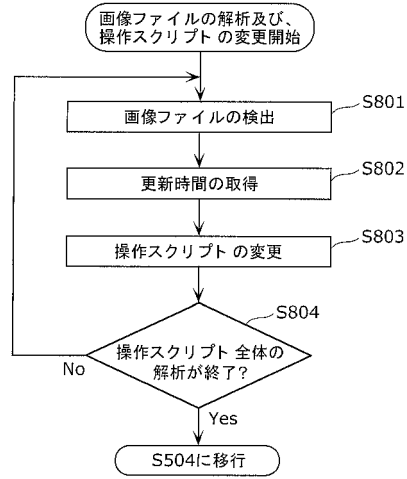 画像ファイルの解析及び、
操作スクリプトの変更開始
S801
画像ファイルの検出
S802
更新時間の取得
S803
操作スクリプトの変更
S804
操作スクリプト全体の
解析が終了?
No
Yes
S504に移行